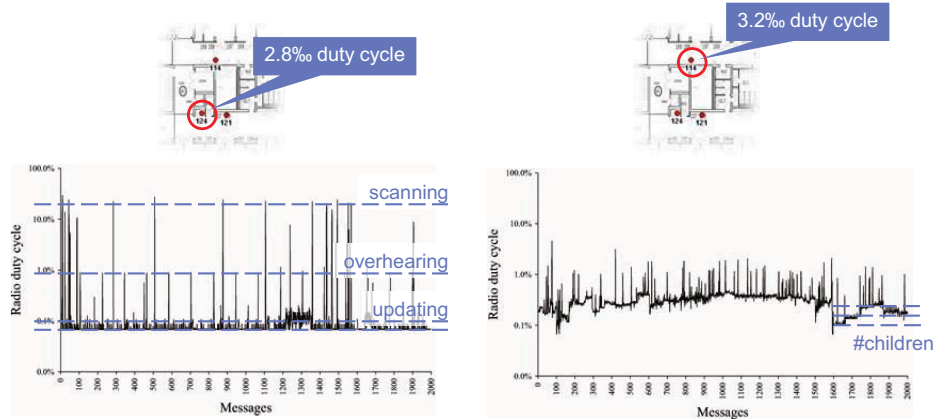 2.8‰ duty cycle
114
124
121
3.2‰ duty cycle
114
124
121
100.0%
10.0%
1.0%
0.1%
0.0%
Radio duty cycle
scanning
overhearing
updating
0 100 200 300 400 500 600 700 800 900 1000 1100 1200 1300 1400 1500 1600 1700 1800 1900 2000
Messages
100.0%
10.0%
1.0%
0.1%
0.0%
Radio duty cycle
#children
0 100 200 300 400 500 600 700 800 900 1000 1100 1200 1300 1400 1500 1600 1700 1800 1900 2000
Messages